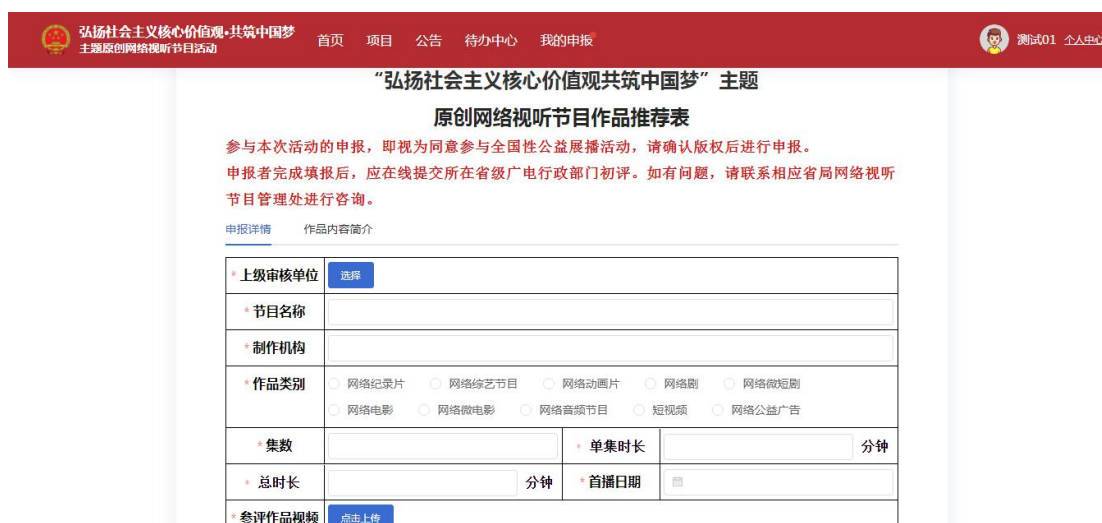 弘扬社会主义核心价值观·共筑中国梦
主题原创网络视听节目活动
首页 项目 公告 待办中心 我的申报
测试01 个人中心
“弘扬社会主义核心价值观共筑中国梦”主题
原创网络视听节目作品推荐表
参与本次活动的申报，即视为同意参与全国性公益展播活动，请确认版权后进行申报。
申报者完成填报后，应在线提交所在省级广电行政部门初评。如有问题，请联系相应省局网络视听
节目管理处进行咨询。
申报详情 作品内容简介
* 上级审核单位 选择
* 节目名称
* 制作机构
* 作品类别 网络纪录片 网络综艺节目 网络动画片 网络剧 网络微短剧
网络电影 网络微电影 网络音频节目 短视频 网络公益广告
* 集数 * 单集时长 分钟
* 总时长 分钟 * 首播日期
* 参评作品视频 点击上传